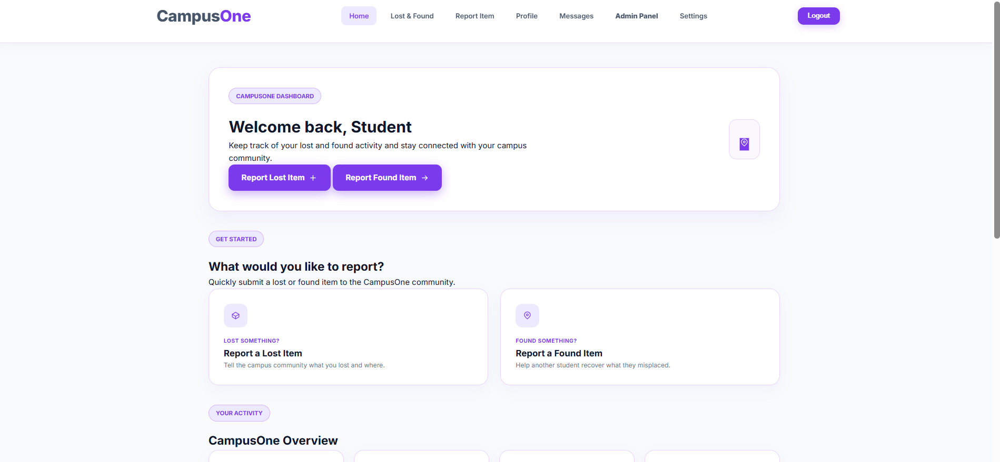 CampusOne
Home
Lost & Found
Report Item
Profile
Messages
Admin Panel
Settings
Logout
CAMPUSONE DASHBOARD
Welcome back, Student
Keep track of your lost and found activity and stay connected with your campus
community.
Report Lost Item +
Report Found Item →
GET STARTED
What would you like to report?
Quickly submit a lost or found item to the CampusOne community.
LOST SOMETHING?
Report a Lost Item
Tell the campus community what you lost and where.
FOUND SOMETHING?
Report a Found Item
Help another student recover what they misplaced.
YOUR ACTIVITY
CampusOne Overview